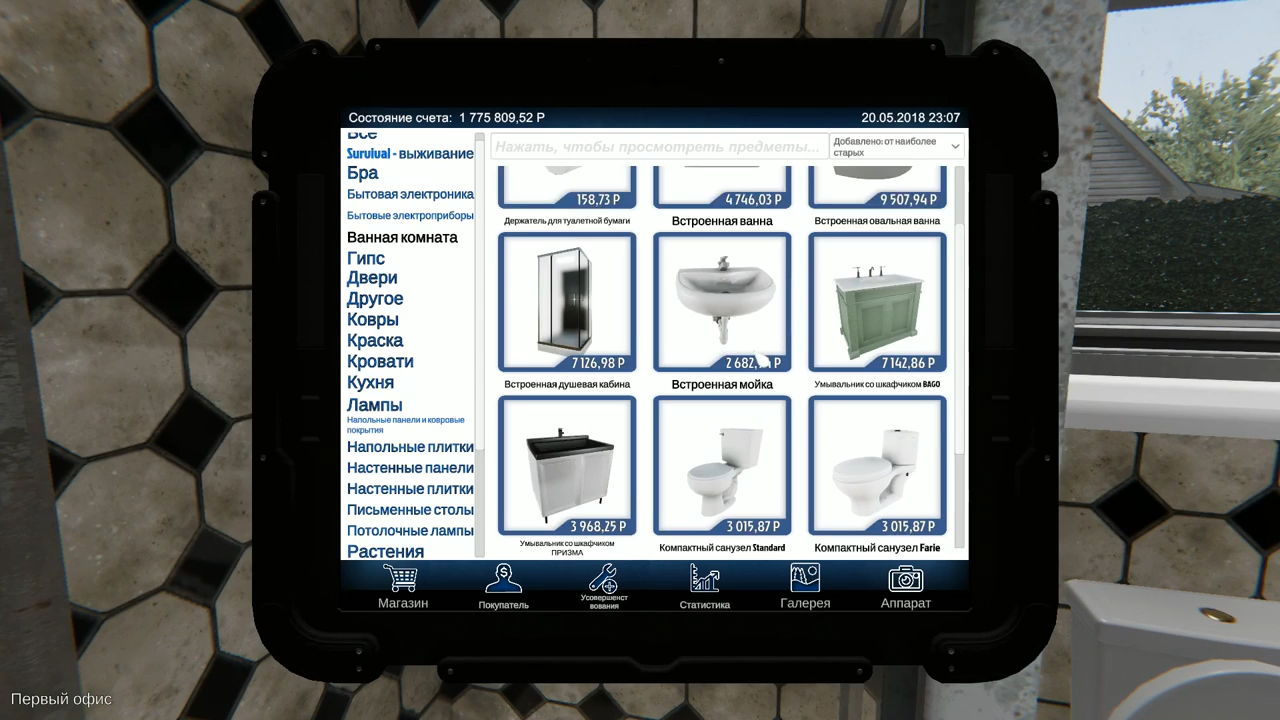 Состояние счета: 1 775 809,52 Р
20.05.2018 23:07
Все
Survival - выживание
Бра
Бытовая электроника
Бытовые электроприборы
Ванная комната
Гипс
Двери
Другое
Ковры
Краска
Кровати
Кухня
Лампы
Напольные панели и ковровые
покрытия
Напольные плитки
Настенные панели
Настенные плитки
Письменные столы
Потолочные лампы
Растения
Нажать, чтобы просмотреть предметы...
Добавлено: от наиболее
старых
158,73 Р
4 746,03 Р
9 507,94 Р
Держатель для туалетной бумаги
Встроенная ванна
Встроенная овальная ванна
7 126,98 Р
2 682,
7 142,86 Р
Встроенная душевая кабина
Встроенная мойка
Умывальник со шкафчиком BAGO
3 968,25 Р
3 015,87 Р
3 015,87 Р
Умывальник со шкафчиком
ПРИЗМА
Компактный санузел Standard
Компактный санузел Farie
Магазин
Покупатель
Усовершенст
вования
Статистика
Галерея
Аппарат
Первый офис